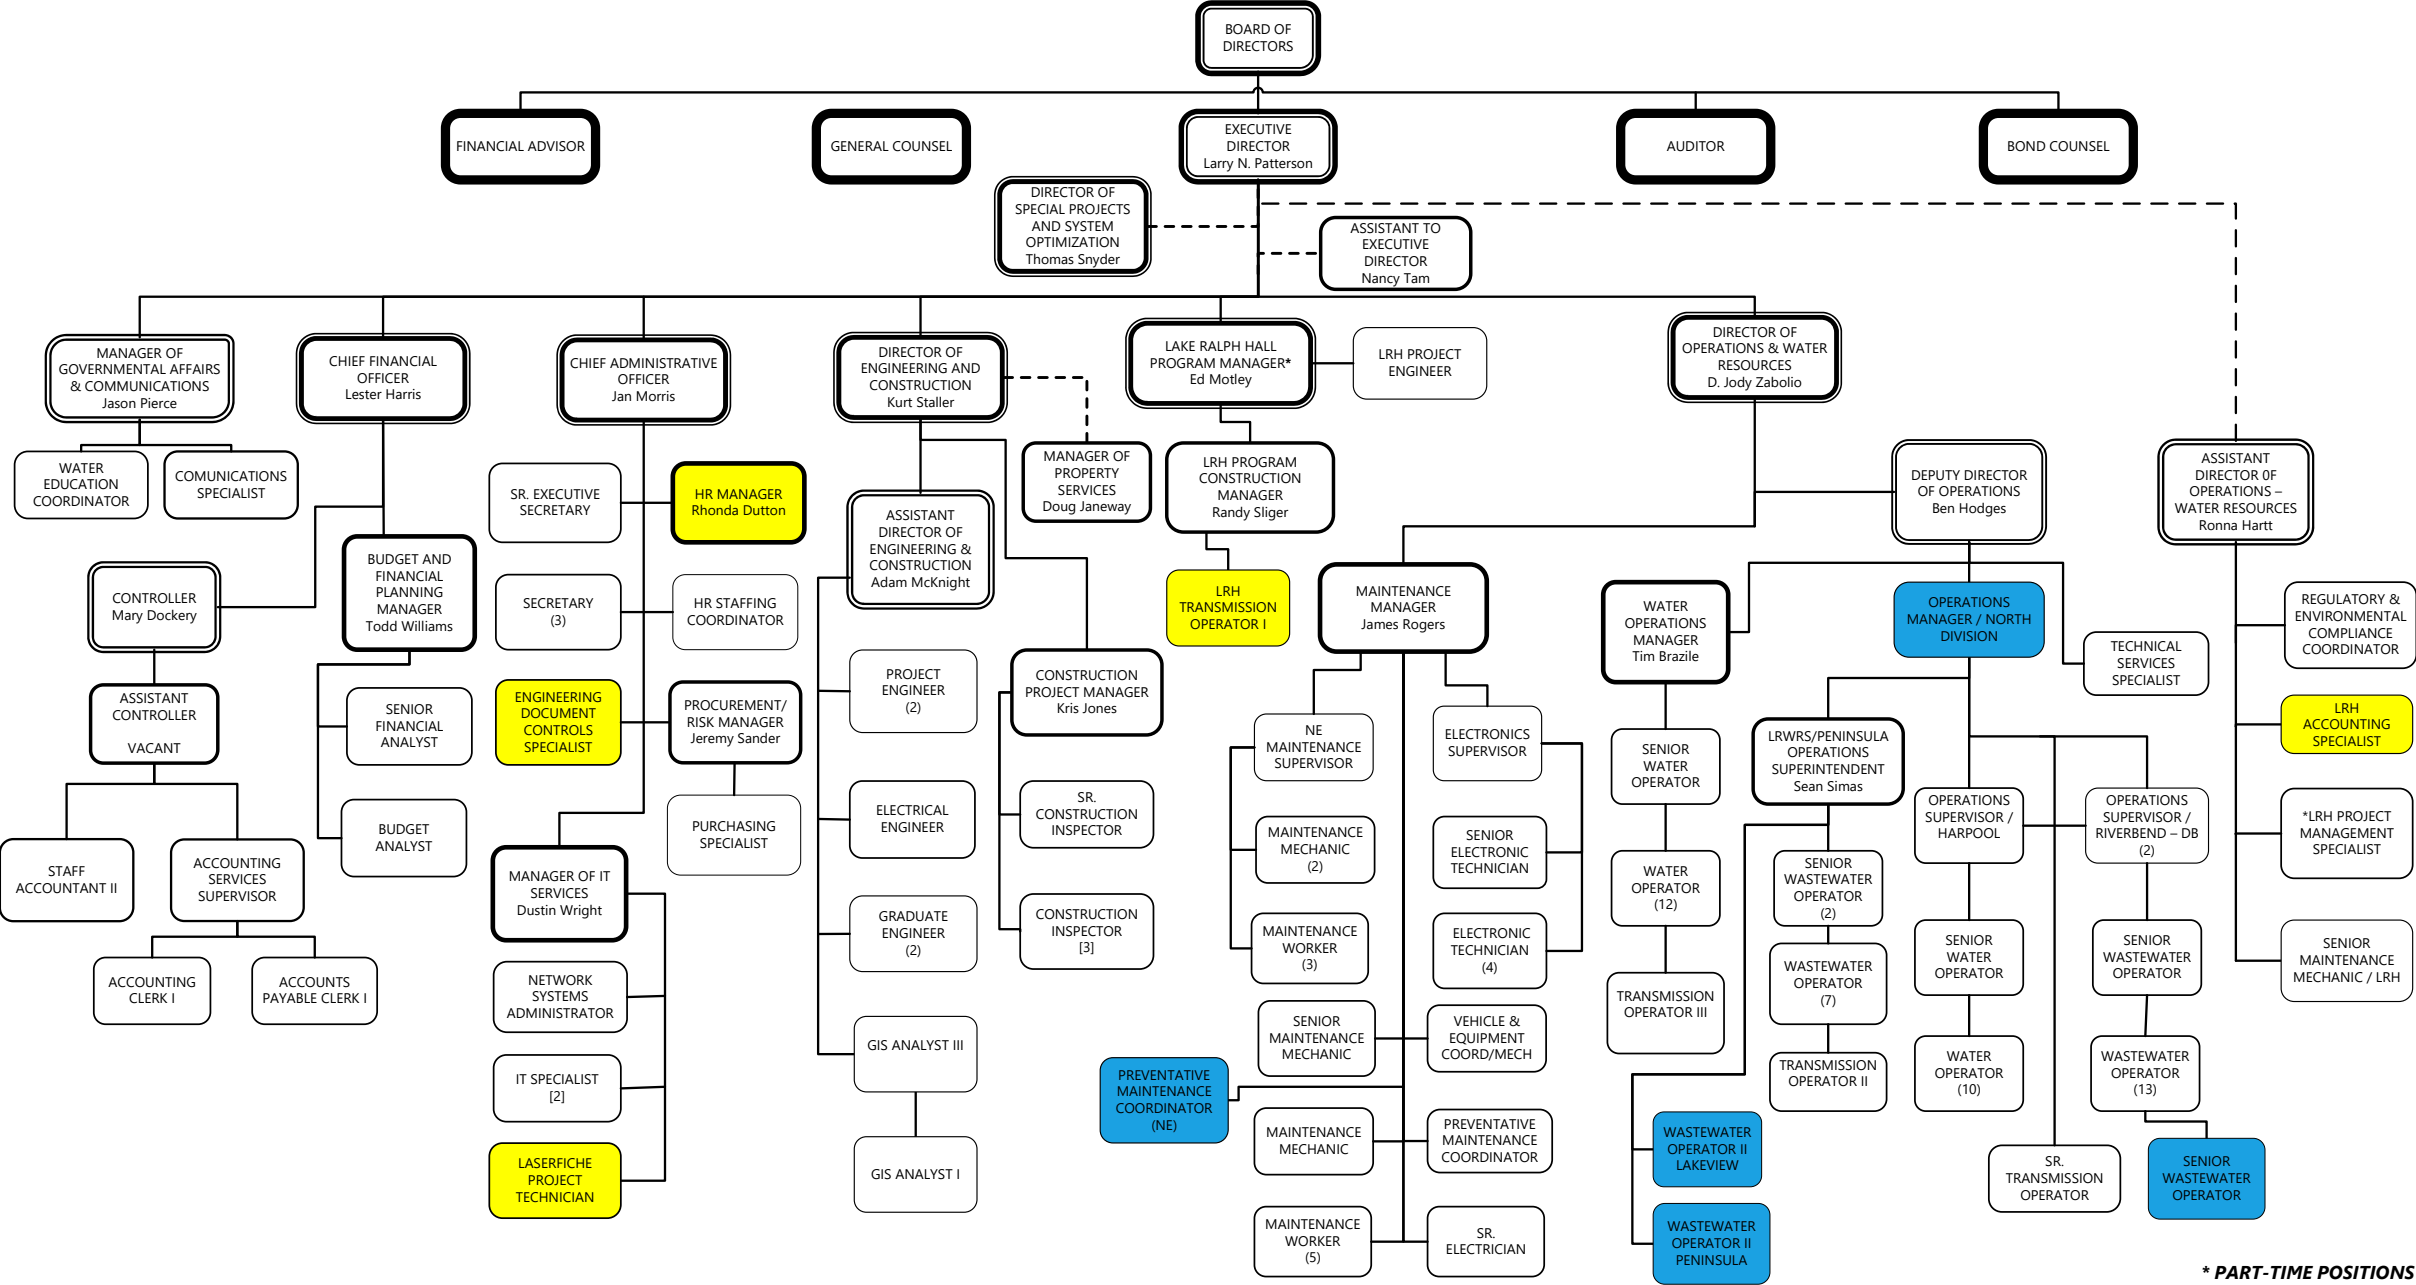 BOARD OF
DIRECTORS
FINANCIAL ADVISOR
GENERAL COUNSEL
EXECUTIVE
DIRECTOR
Larry N. Patterson
AUDITOR
BOND COUNSEL
DIRECTOR OF
SPECIAL PROJECTS
AND SYSTEM
OPTIMIZATION
Thomas Snyder
ASSISTANT TO
EXECUTIVE
DIRECTOR
Nancy Tam
MANAGER OF
GOVERNMENTAL AFFAIRS
& COMMUNICATIONS
Jason Pierce
CHIEF FINANCIAL
OFFICER
Lester Harris
CHIEF ADMINISTRATIVE
OFFICER
Jan Morris
DIRECTOR OF
ENGINEERING AND
CONSTRUCTION
Kurt Staller
LAKE RALPH HALL
PROGRAM MANAGER*
Ed Motley
LRH PROJECT
ENGINEER
DIRECTOR OF
OPERATIONS & WATER
RESOURCES
D. Jody Zabolio
WATER
EDUCATION
COORDINATOR
COMUNICATIONS
SPECIALIST
SR. EXECUTIVE
SECRETARY
HR MANAGER
Rhonda Dutton
MANAGER OF
PROPERTY
SERVICES
Doug Janeway
LRH PROGRAM
CONSTRUCTION
MANAGER
Randy Sliger
DEPUTY DIRECTOR
OF OPERATIONS
Ben Hodges
ASSISTANT
DIRECTOR 0F
OPERATIONS –
WATER RESOURCES
Ronna Hartt
ASSISTANT
DIRECTOR OF
ENGINEERING &
CONSTRUCTION
Adam McKnight
BUDGET AND
FINANCIAL
PLANNING
MANAGER
Todd Williams
CONTROLLER
Mary Dockery
SECRETARY
(3)
HR STAFFING
COORDINATOR
LRH
TRANSMISSION
OPERATOR I
MAINTENANCE
MANAGER
James Rogers
WATER
OPERATIONS
MANAGER
Tim Brazile
OPERATIONS
MANAGER / NORTH
DIVISION
TECHNICAL
SERVICES
SPECIALIST
REGULATORY &
ENVIRONMENTAL
COMPLIANCE
COORDINATOR
ASSISTANT
CONTROLLER
VACANT
SENIOR
FINANCIAL
ANALYST
ENGINEERING
DOCUMENT
CONTROLS
SPECIALIST
PROCUREMENT/
RISK MANAGER
Jeremy Sander
PROJECT
ENGINEER
(2)
CONSTRUCTION
PROJECT MANAGER
Kris Jones
NE
MAINTENANCE
SUPERVISOR
ELECTRONICS
SUPERVISOR
SENIOR
WATER
OPERATOR
LRWRS/PENINSULA
OPERATIONS
SUPERINTENDENT
Sean Simas
LRH
ACCOUNTING
SPECIALIST
BUDGET
ANALYST
PURCHASING
SPECIALIST
ELECTRICAL
ENGINEER
SR.
CONSTRUCTION
INSPECTOR
MAINTENANCE
MECHANIC
(2)
SENIOR
ELECTRONIC
TECHNICIAN
OPERATIONS
SUPERVISOR /
HARPOOL
OPERATIONS
SUPERVISOR /
RIVERBEND – DB
(2)
*LRH PROJECT
MANAGEMENT
SPECIALIST
STAFF
ACCOUNTANT II
ACCOUNTING
SERVICES
SUPERVISOR
MANAGER OF IT
SERVICES
Dustin Wright
GRADUATE
ENGINEER
(2)
CONSTRUCTION
INSPECTOR
[3]
MAINTENANCE
WORKER
(3)
ELECTRONIC
TECHNICIAN
(4)
WATER
OPERATOR
(12)
SENIOR
WASTEWATER
OPERATOR
(2)
SENIOR
WATER
OPERATOR
SENIOR
WASTEWATER
OPERATOR
SENIOR
MAINTENANCE
MECHANIC / LRH
ACCOUNTING
CLERK I
ACCOUNTS
PAYABLE CLERK I
NETWORK
SYSTEMS
ADMINISTRATOR
TRANSMISSION
OPERATOR III
WASTEWATER
OPERATOR
(7)
GIS ANALYST III
SENIOR
MAINTENANCE
MECHANIC
VEHICLE &
EQUIPMENT
COORD/MECH
IT SPECIALIST
[2]
PREVENTATIVE
MAINTENANCE
COORDINATOR
(NE)
TRANSMISSION
OPERATOR II
WATER
OPERATOR
(10)
WASTEWATER
OPERATOR
(13)
LASERFICHE
PROJECT
TECHNICIAN
GIS ANALYST I
MAINTENANCE
MECHANIC
PREVENTATIVE
MAINTENANCE
COORDINATOR
WASTEWATER
OPERATOR II
LAKEVIEW
SR.
TRANSMISSION
OPERATOR
SENIOR
WASTEWATER
OPERATOR
MAINTENANCE
WORKER
(5)
SR.
ELECTRICIAN
WASTEWATER
OPERATOR II
PENINSULA
* PART-TIME POSITIONS